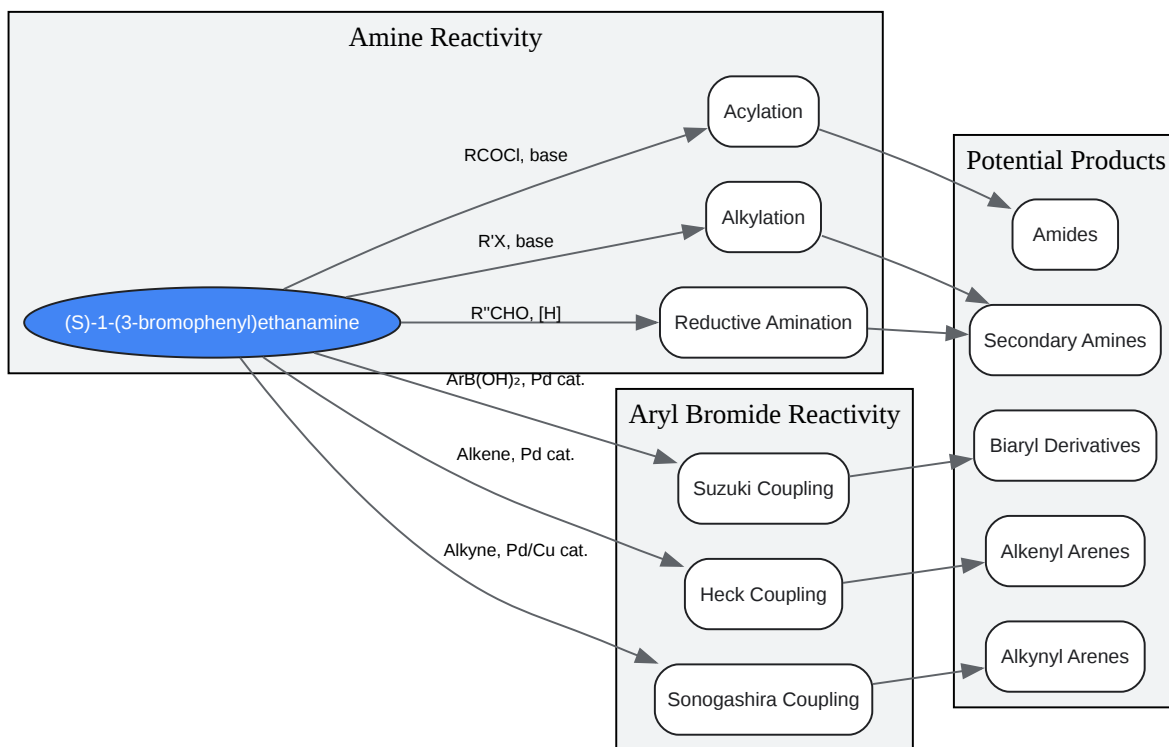 Amine Reactivity
Acylation
RCOCl, base
Potential Products
Alkylation
Amides
R'X, base
R"CHO, [H]
(S)-1-(3-bromophenyl)ethanamine
Reductive Amination
Secondary Amines
ArB(OH)₂, Pd cat.
Aryl Bromide Reactivity
Alkene, Pd cat.
Biaryl Derivatives
Suzuki Coupling
Alkyne, Pd/Cu cat.
Alkenyl Arenes
Heck Coupling
Alkynyl Arenes
Sonogashira Coupling